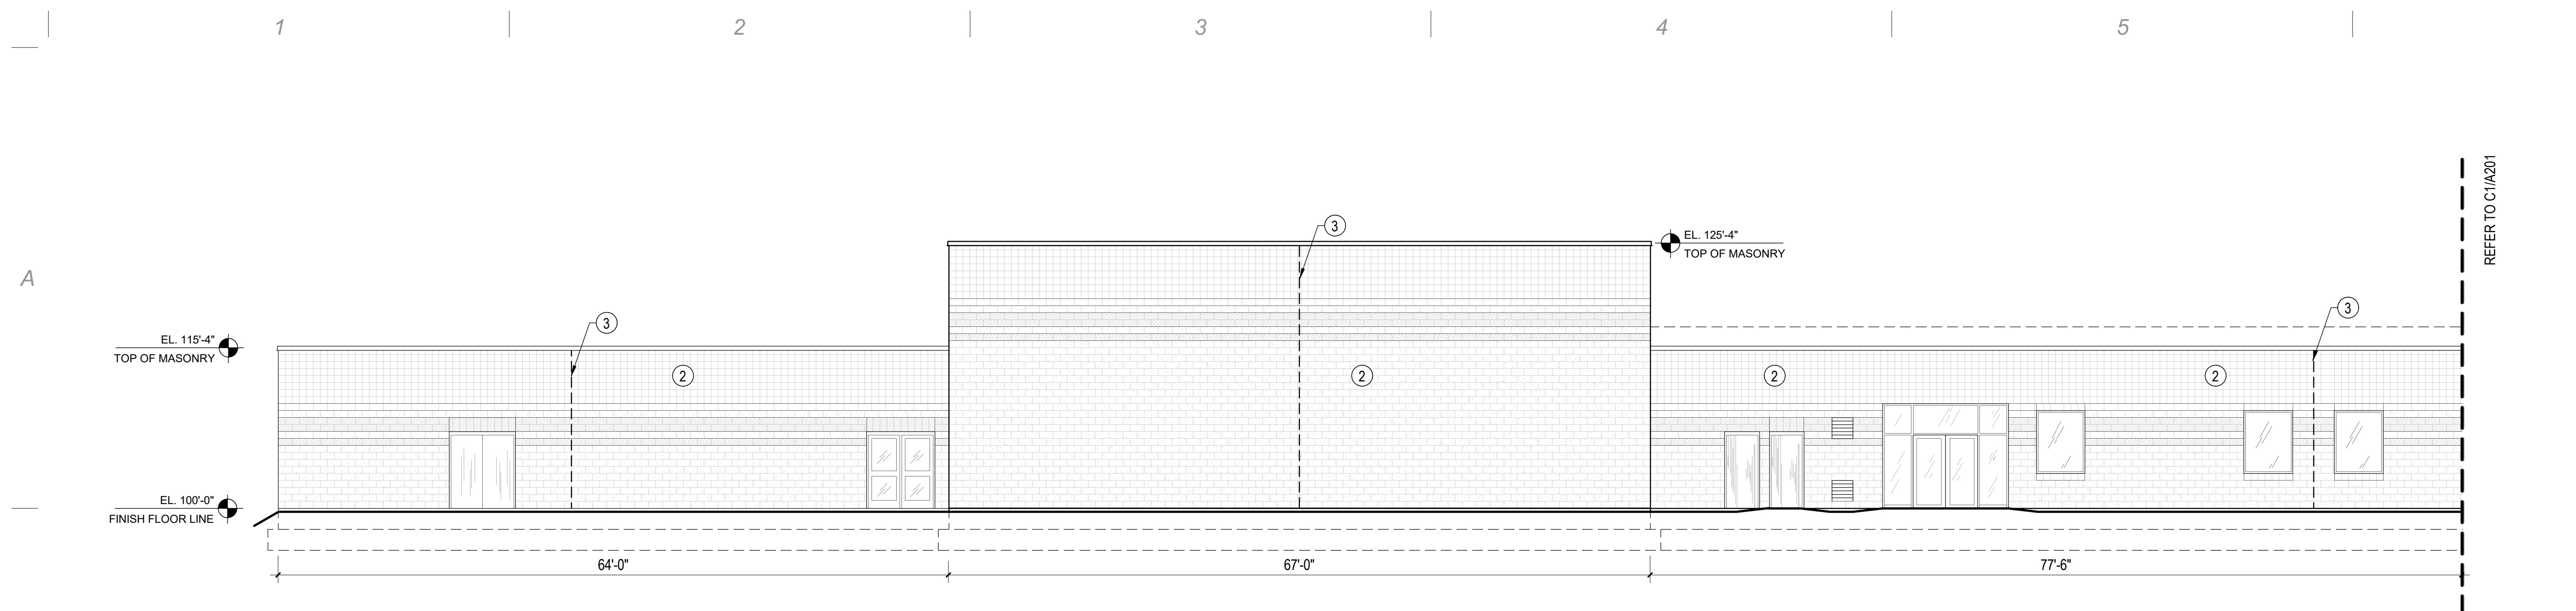 1 2 3 4 5
A
REFER TO C1/A201
3
EL. 125'-4"
TOP OF MASONRY
3
3
EL. 115'-4"
TOP OF MASONRY
2
2
2
2
EL. 100'-0"
FINISH FLOOR LINE
64'-0"
67'-0"
77'-6"